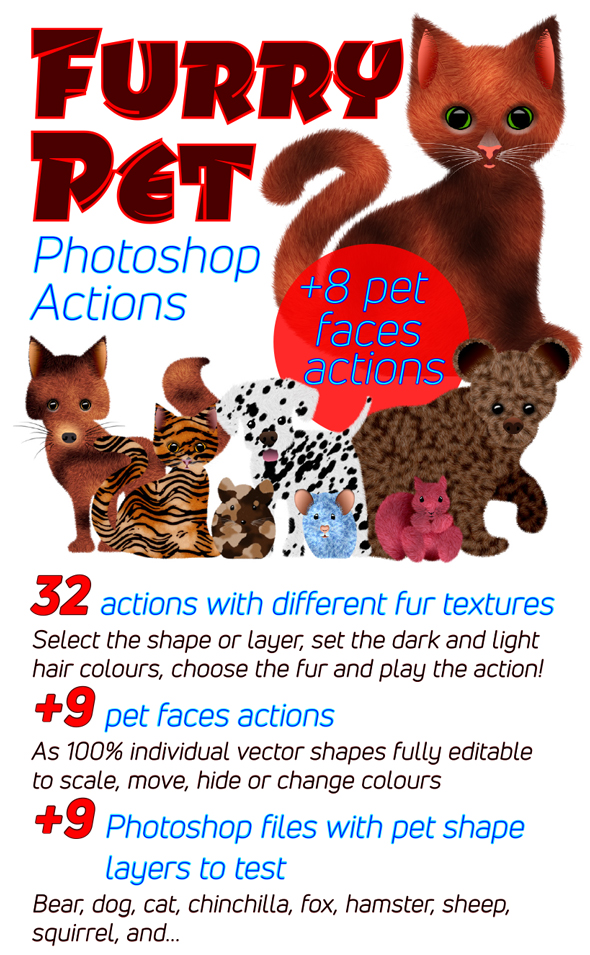 Furry
Pet
Photoshop
Actions
+8 pet
faces
actions
32 actions with different fur textures
Select the shape or layer, set the dark and light
hair colours, choose the fur and play the action!
+9 pet faces actions
As 100% individual vector shapes fully editable
to scale, move, hide or change colours
+9 Photoshop files with pet shape
layers to test
Bear, dog, cat, chinchilla, fox, hamster, sheep,
squirrel, and...